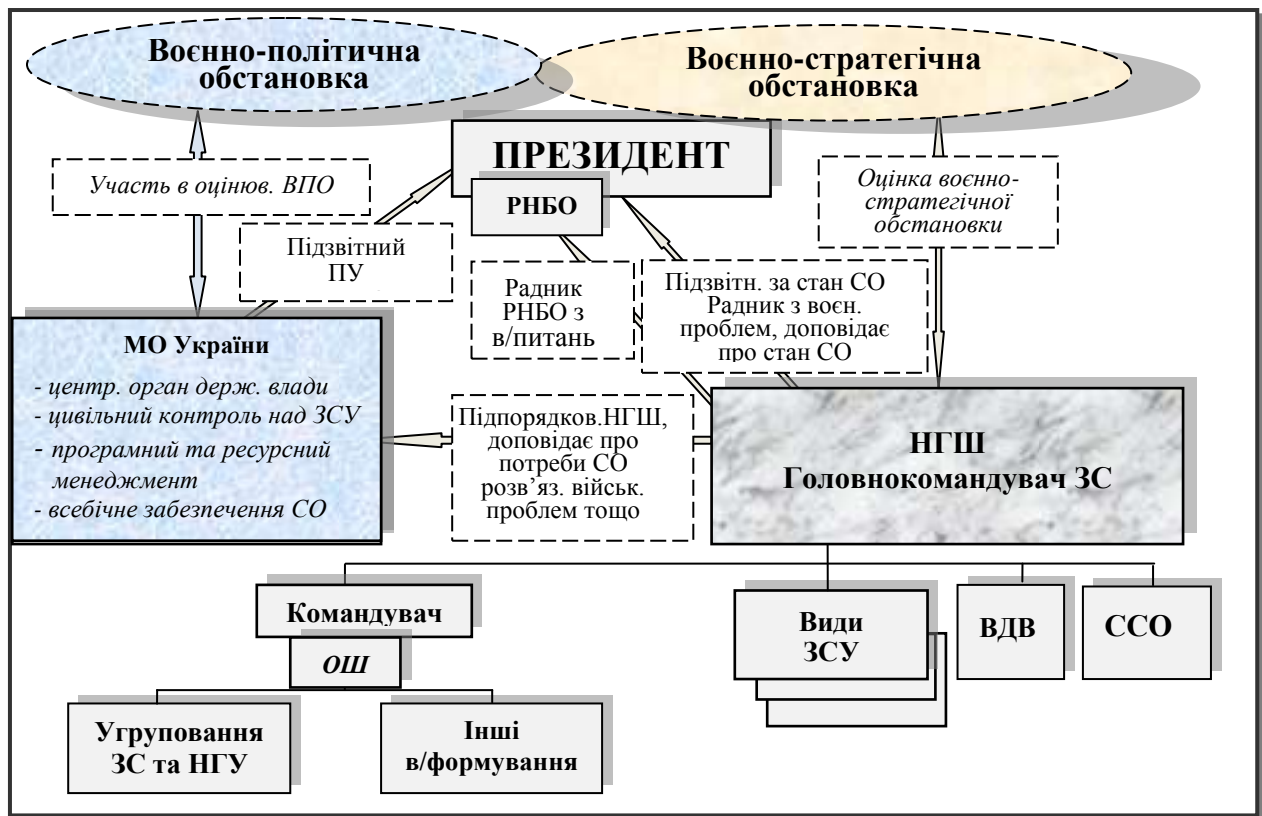 Воєнно-політична
обстановка
Воєнно-стратегічна
обстановка
ПРЕЗИДЕНТ
РНБО
Участь в оцінюв. ВПО
Оцінка воєнно-
стратегічної
обстановки
Підзвітний
ПУ
Радник
РНБО з
в/питань
Підзвітн. за стан СО
Радник з воєн.
проблем, доповідає
про стан СО
МО України
- центр. орган держ. влади
- цивільний контроль над ЗСУ
- програмний та ресурсний
менеджмент
- всебічне забезпечення СО
Підпорядков.НГШ,
доповідає про
потреби СО
розв’яз. військ.
проблем тощо
НГШ
Головнокомандувач ЗС
Командувач
ОШ
Види
ЗСУ
ВДВ
ССО
Угруповання
ЗС та НГУ
Інші
в/формування